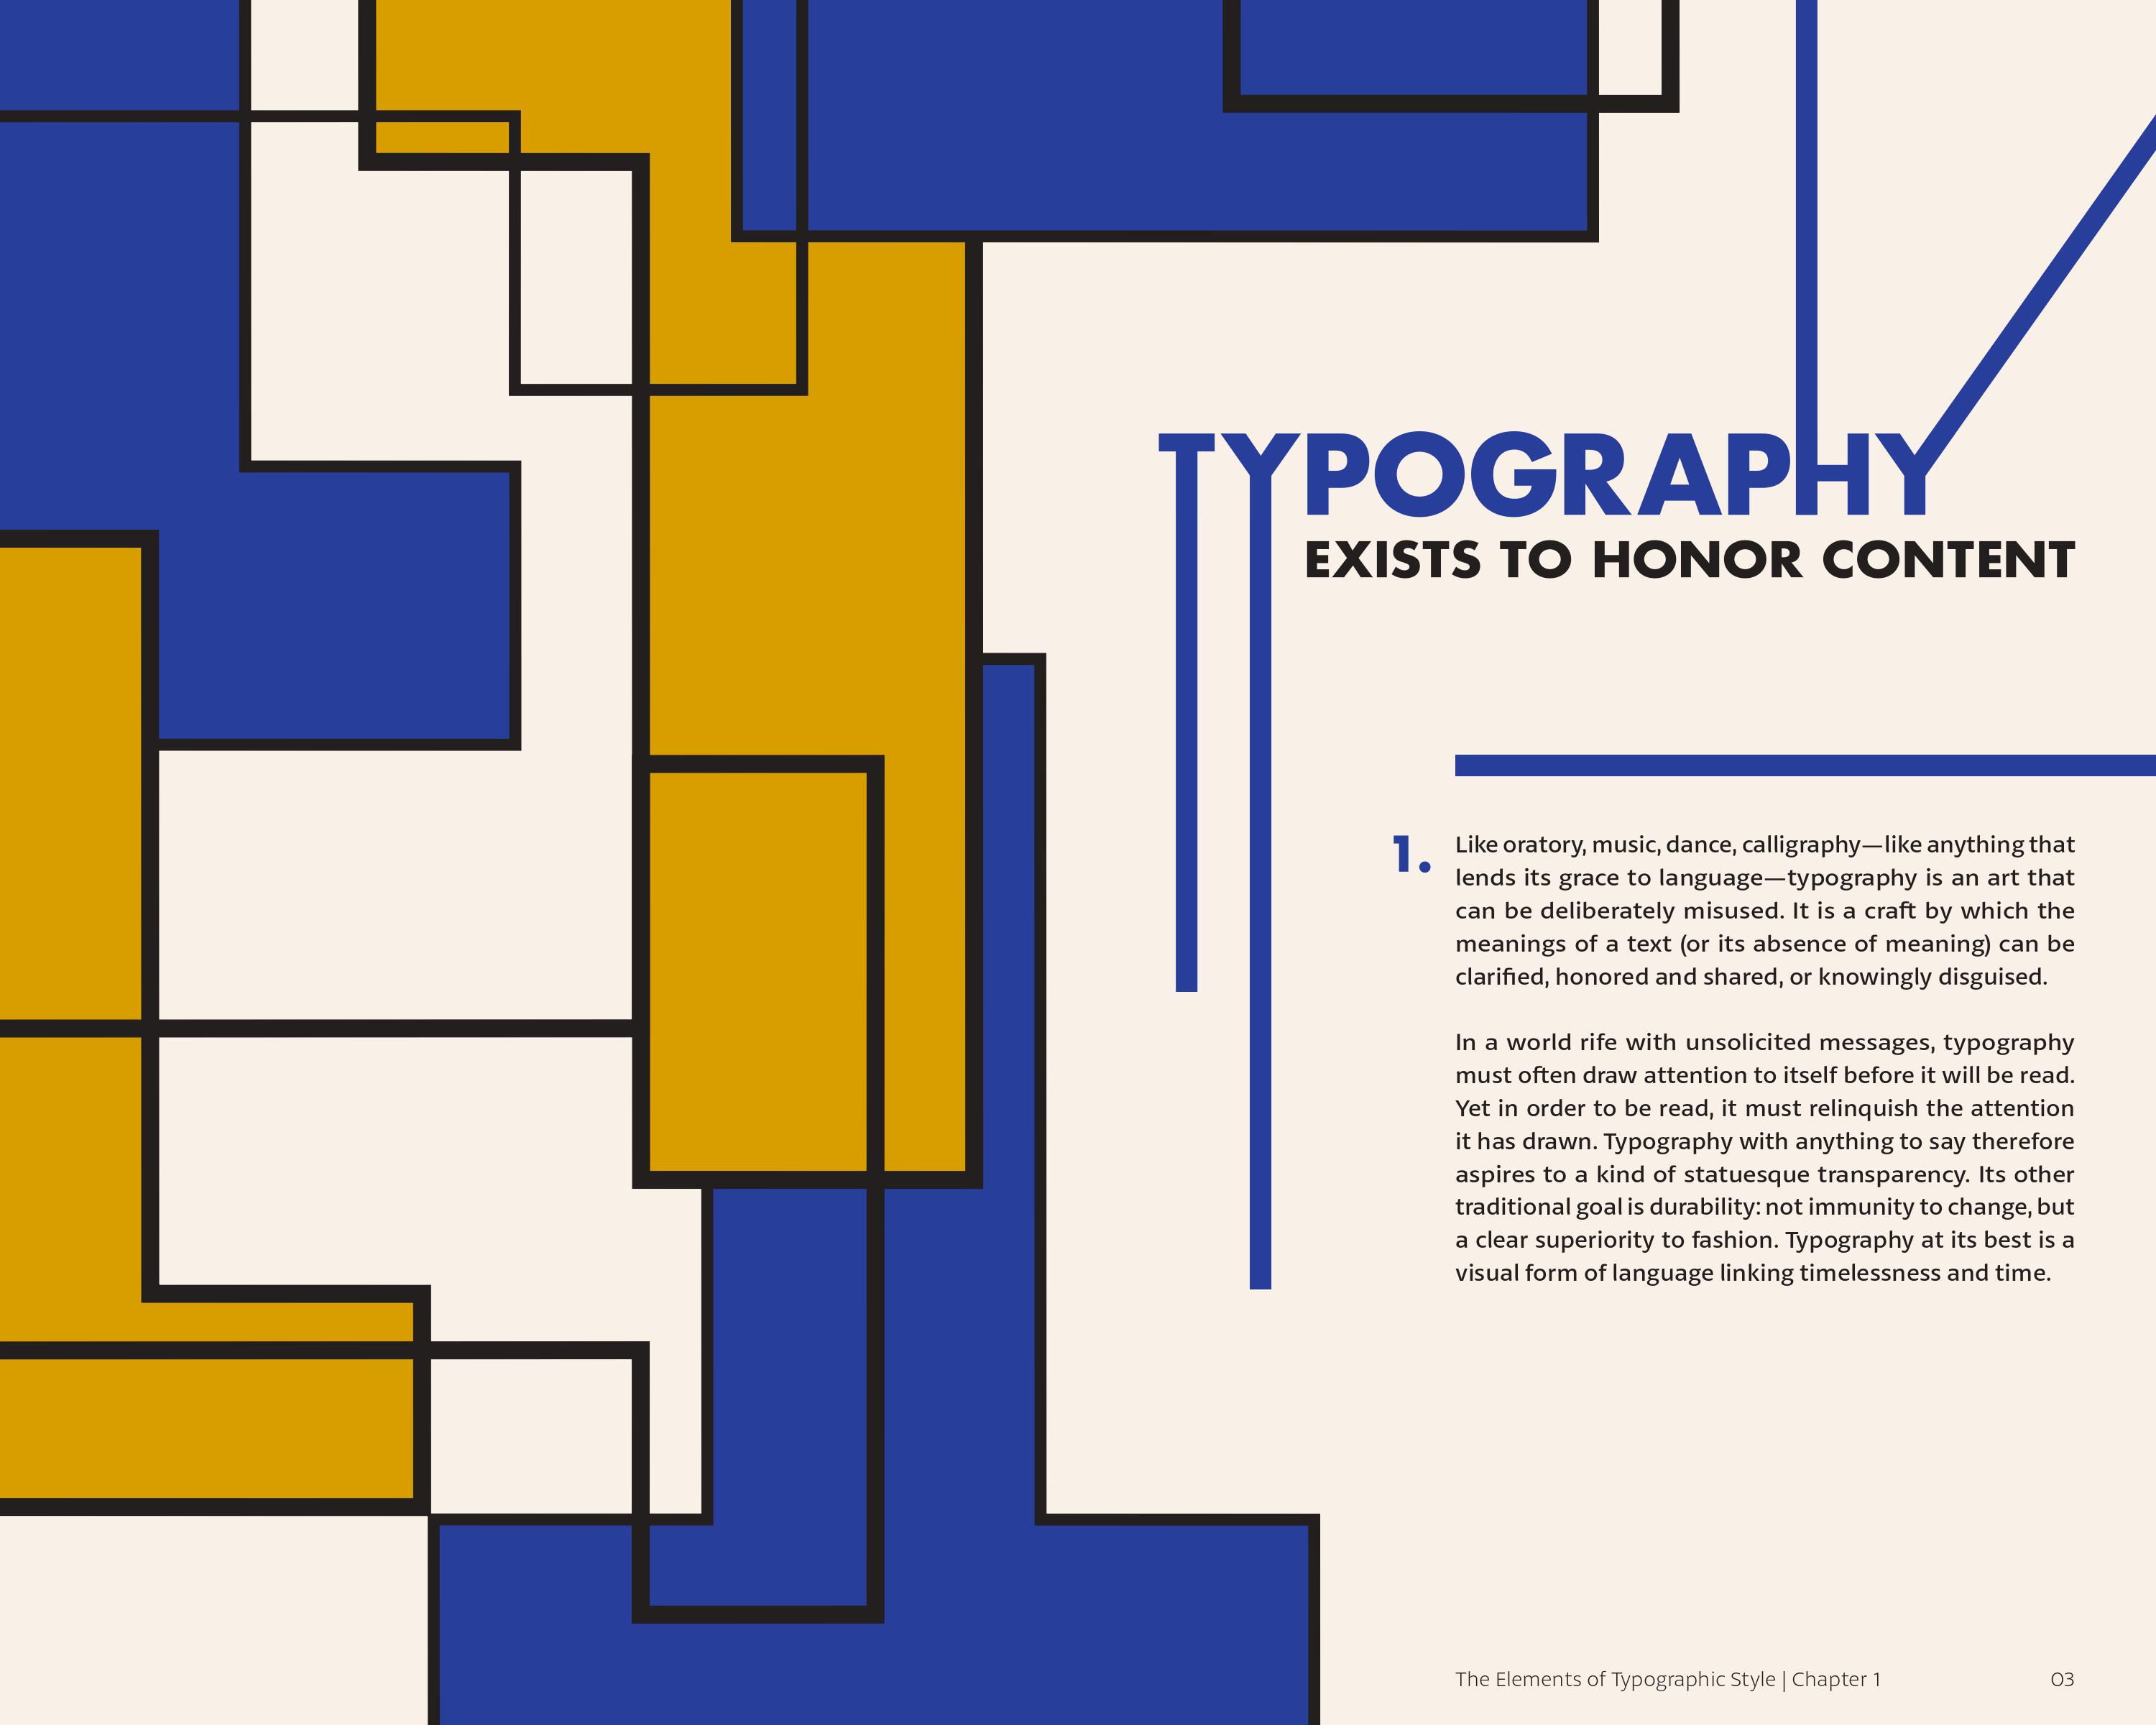 TYPOGRAPHY
EXISTS TO HONOR CONTENT
1.
Like oratory, music, dance, calligraphy—like anything that
lends its grace to language—typography is an art that
can be deliberately misused. It is a craft by which the
meanings of a text (or its absence of meaning) can be
clarified, honored and shared, or knowingly disguised.
In a world rife with unsolicited messages, typography
must often draw attention to itself before it will be read.
Yet in order to be read, it must relinquish the attention
it has drawn. Typography with anything to say therefore
aspires to a kind of statuesque transparency. Its other
traditional goal is durability: not immunity to change, but
a clear superiority to fashion. Typography at its best is a
visual form of language linking timelessness and time.
The Elements of Typographic Style | Chapter 1
03